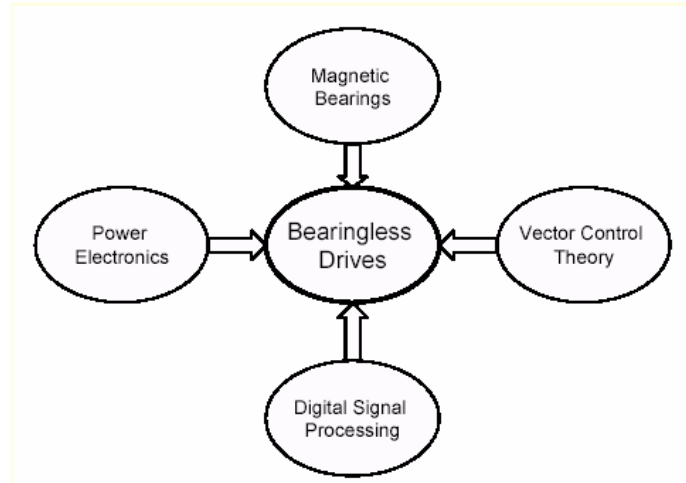 Magnetic
Bearings
Power
Electronics
Bearingless
Drives
Vector Control
Theory
Digital Signal
Processing